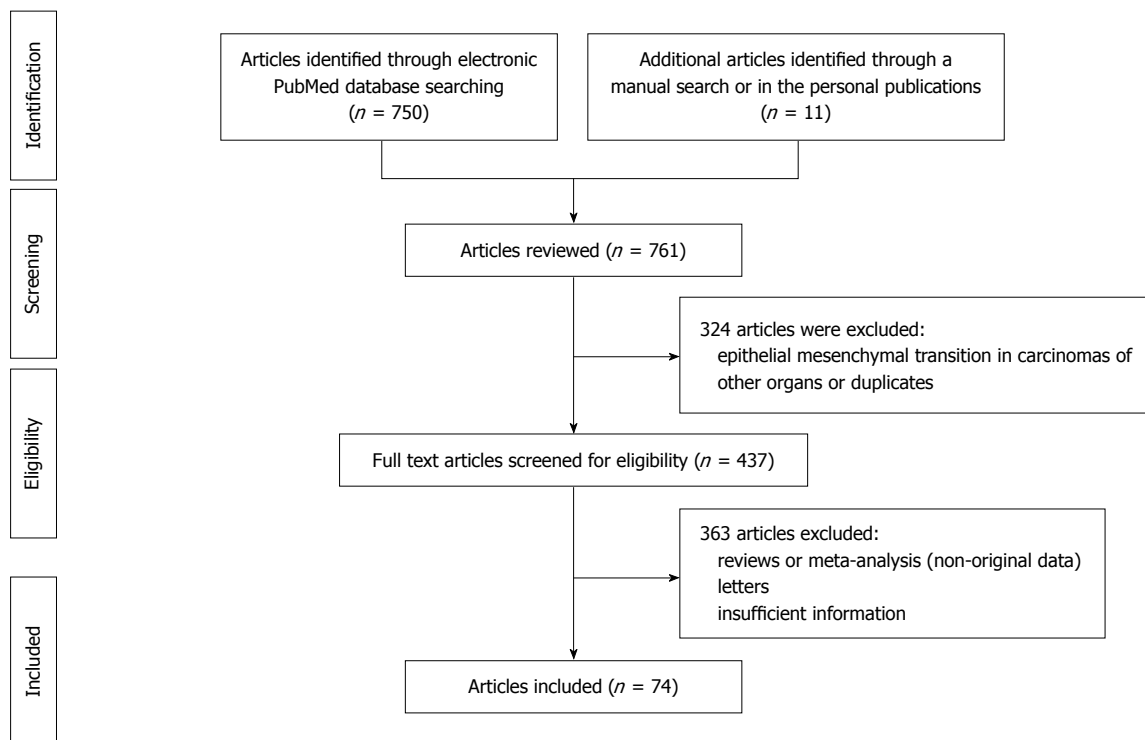 Identification
Articles identified through electronic
PubMed database searching
(n = 750)
Additional articles identified through a
manual search or in the personal publications
(n = 11)
Screening
Articles reviewed (n = 761)
324 articles were excluded:
epithelial mesenchymal transition in carcinomas of
other organs or duplicates
Eligibility
Full text articles screened for eligibility (n = 437)
363 articles excluded:
reviews or meta-analysis (non-original data)
letters
insufficient information
Included
Articles included (n = 74)